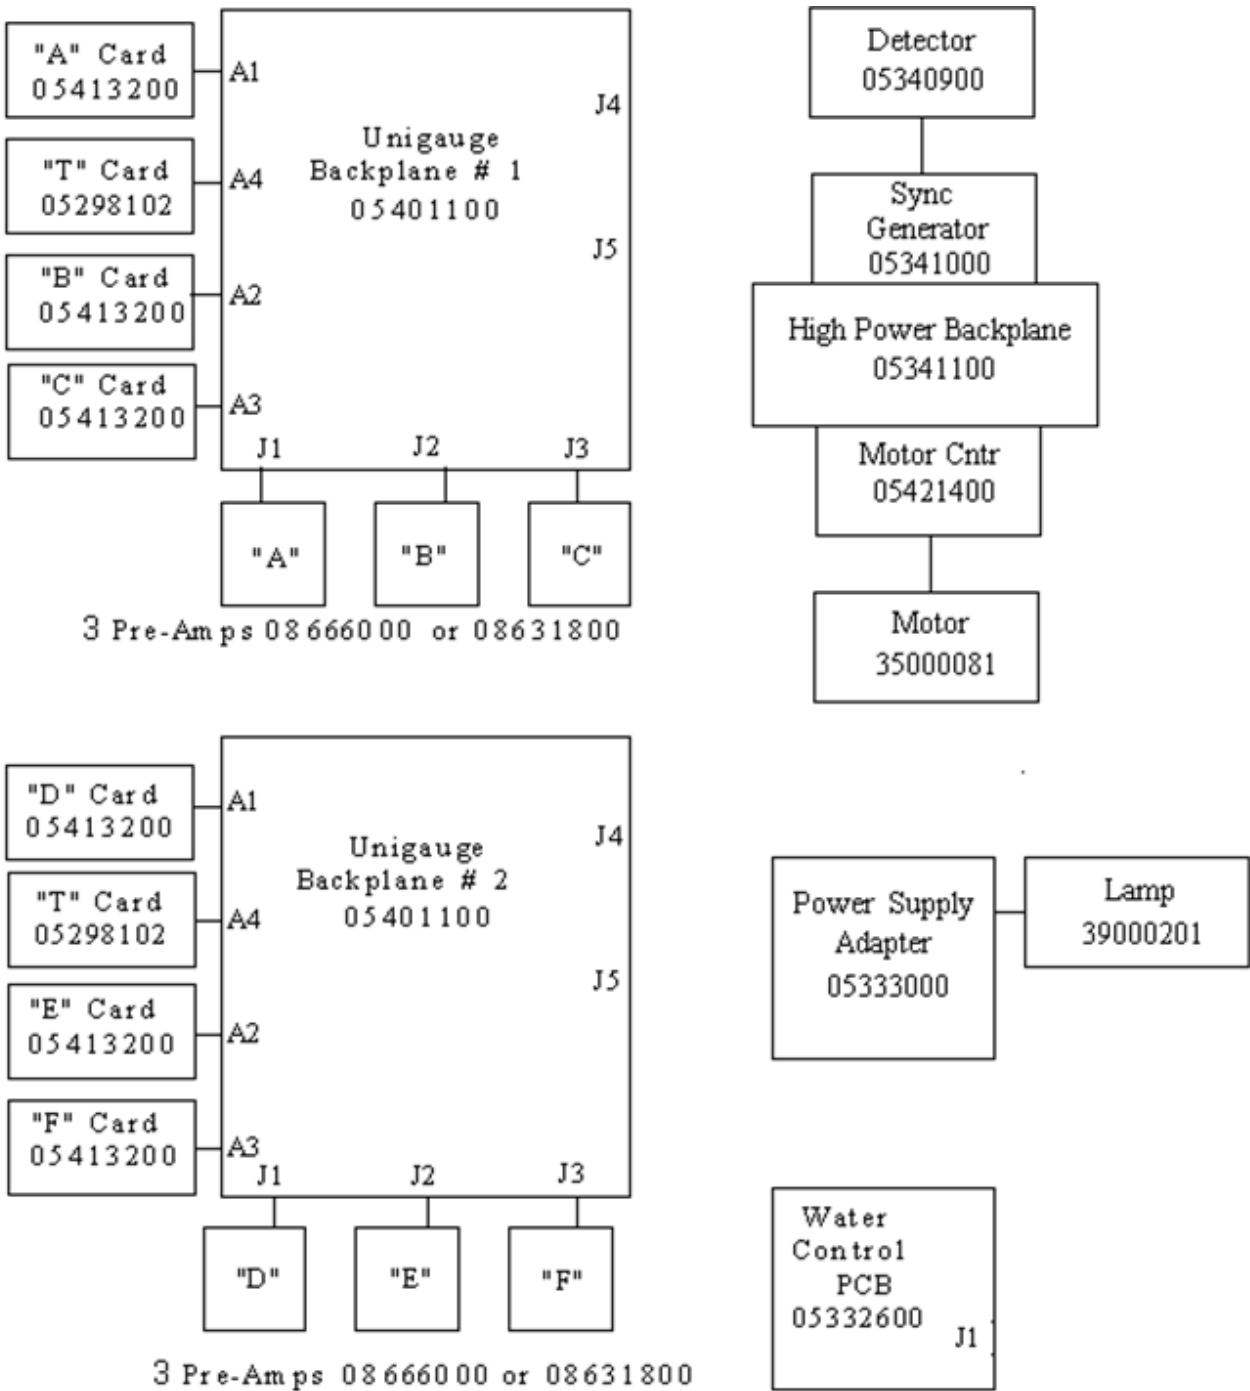 "A" Card
05413200
A1
"T" Card
05298102
A4
"B" Card
05413200
A2
"C" Card
05413200
A3
Unigauge
Backplane # 1
05401100
J4
J5
J1
J2
J3
"A"
"B"
"C"
3 Pre-Amps 08666000 or 08631800
Detector
05340900
Sync
Generator
05341000
High Power Backplane
05341100
Motor Cntr
05421400
Motor
35000081
"D" Card
05413200
A1
"T" Card
05298102
A4
"E" Card
05413200
A2
"F" Card
05413200
A3
Unigauge
Backplane # 2
05401100
J4
J5
J1
J2
J3
"D"
"E"
"F"
3 Pre-Amps 08666000 or 08631800
Power Supply
Adapter
05333000
Lamp
39000201
Water
Control
PCB
05332600
J1